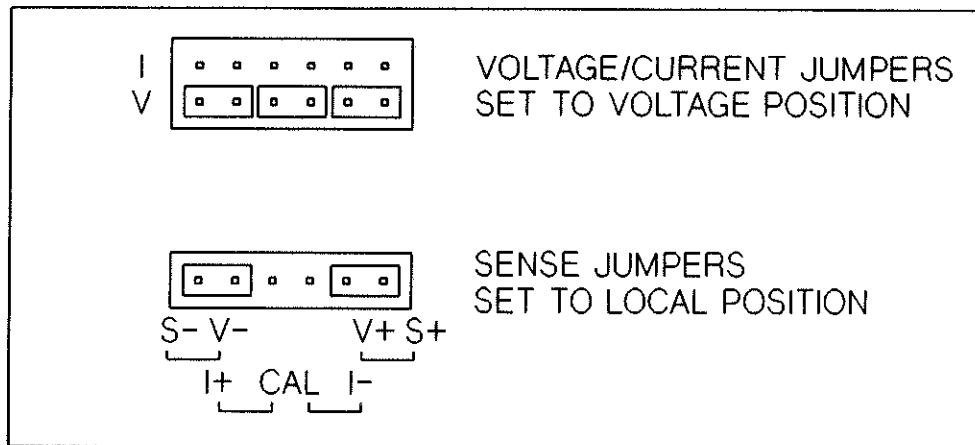 I
V
VOLTAGE/CURRENT JUMPERS
SET TO VOLTAGE POSITION
SENSE JUMPERS
SET TO LOCAL POSITION
S- V- V+ S+
I+ CAL I-